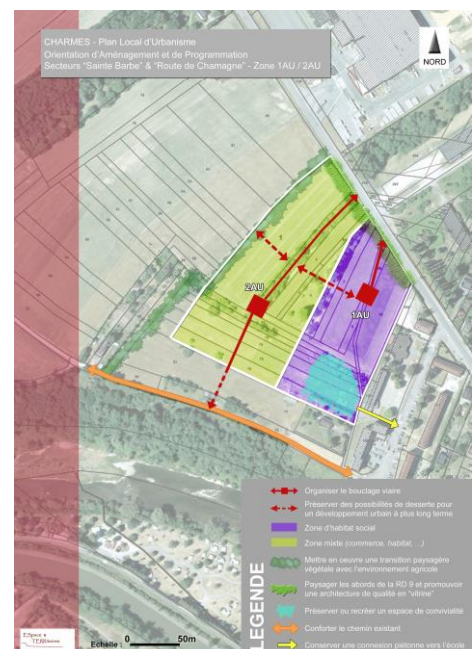 CHARMES - Plan Local d'Urbanisme
Orientation d'Aménagement et de Programmation
Secteurs "Sainte Barbe" & "Route de Chamagne" - Zone 1AU / 2AU
NORD
2AU
1AU
LEGENDE
Organiser le bouclage viaire
Préserver des possibilités de desserte pour
un développement urbain à plus long terme
Zone d'habitat social
Zone mixte (commerce, habitat, ...)
Mettre en oeuvre une transition paysagère
végétale avec l'environnement agricole
Paysager les abords de la RD 9 et promouvoir
une architecture de qualité en "vitrine"
Préserver ou recréer un espace de convivialité
Conforter le chemin existant
Conserver une connexion piétonne vers l'école
ESpace &
TERRitoires
Echelle : 0 50m